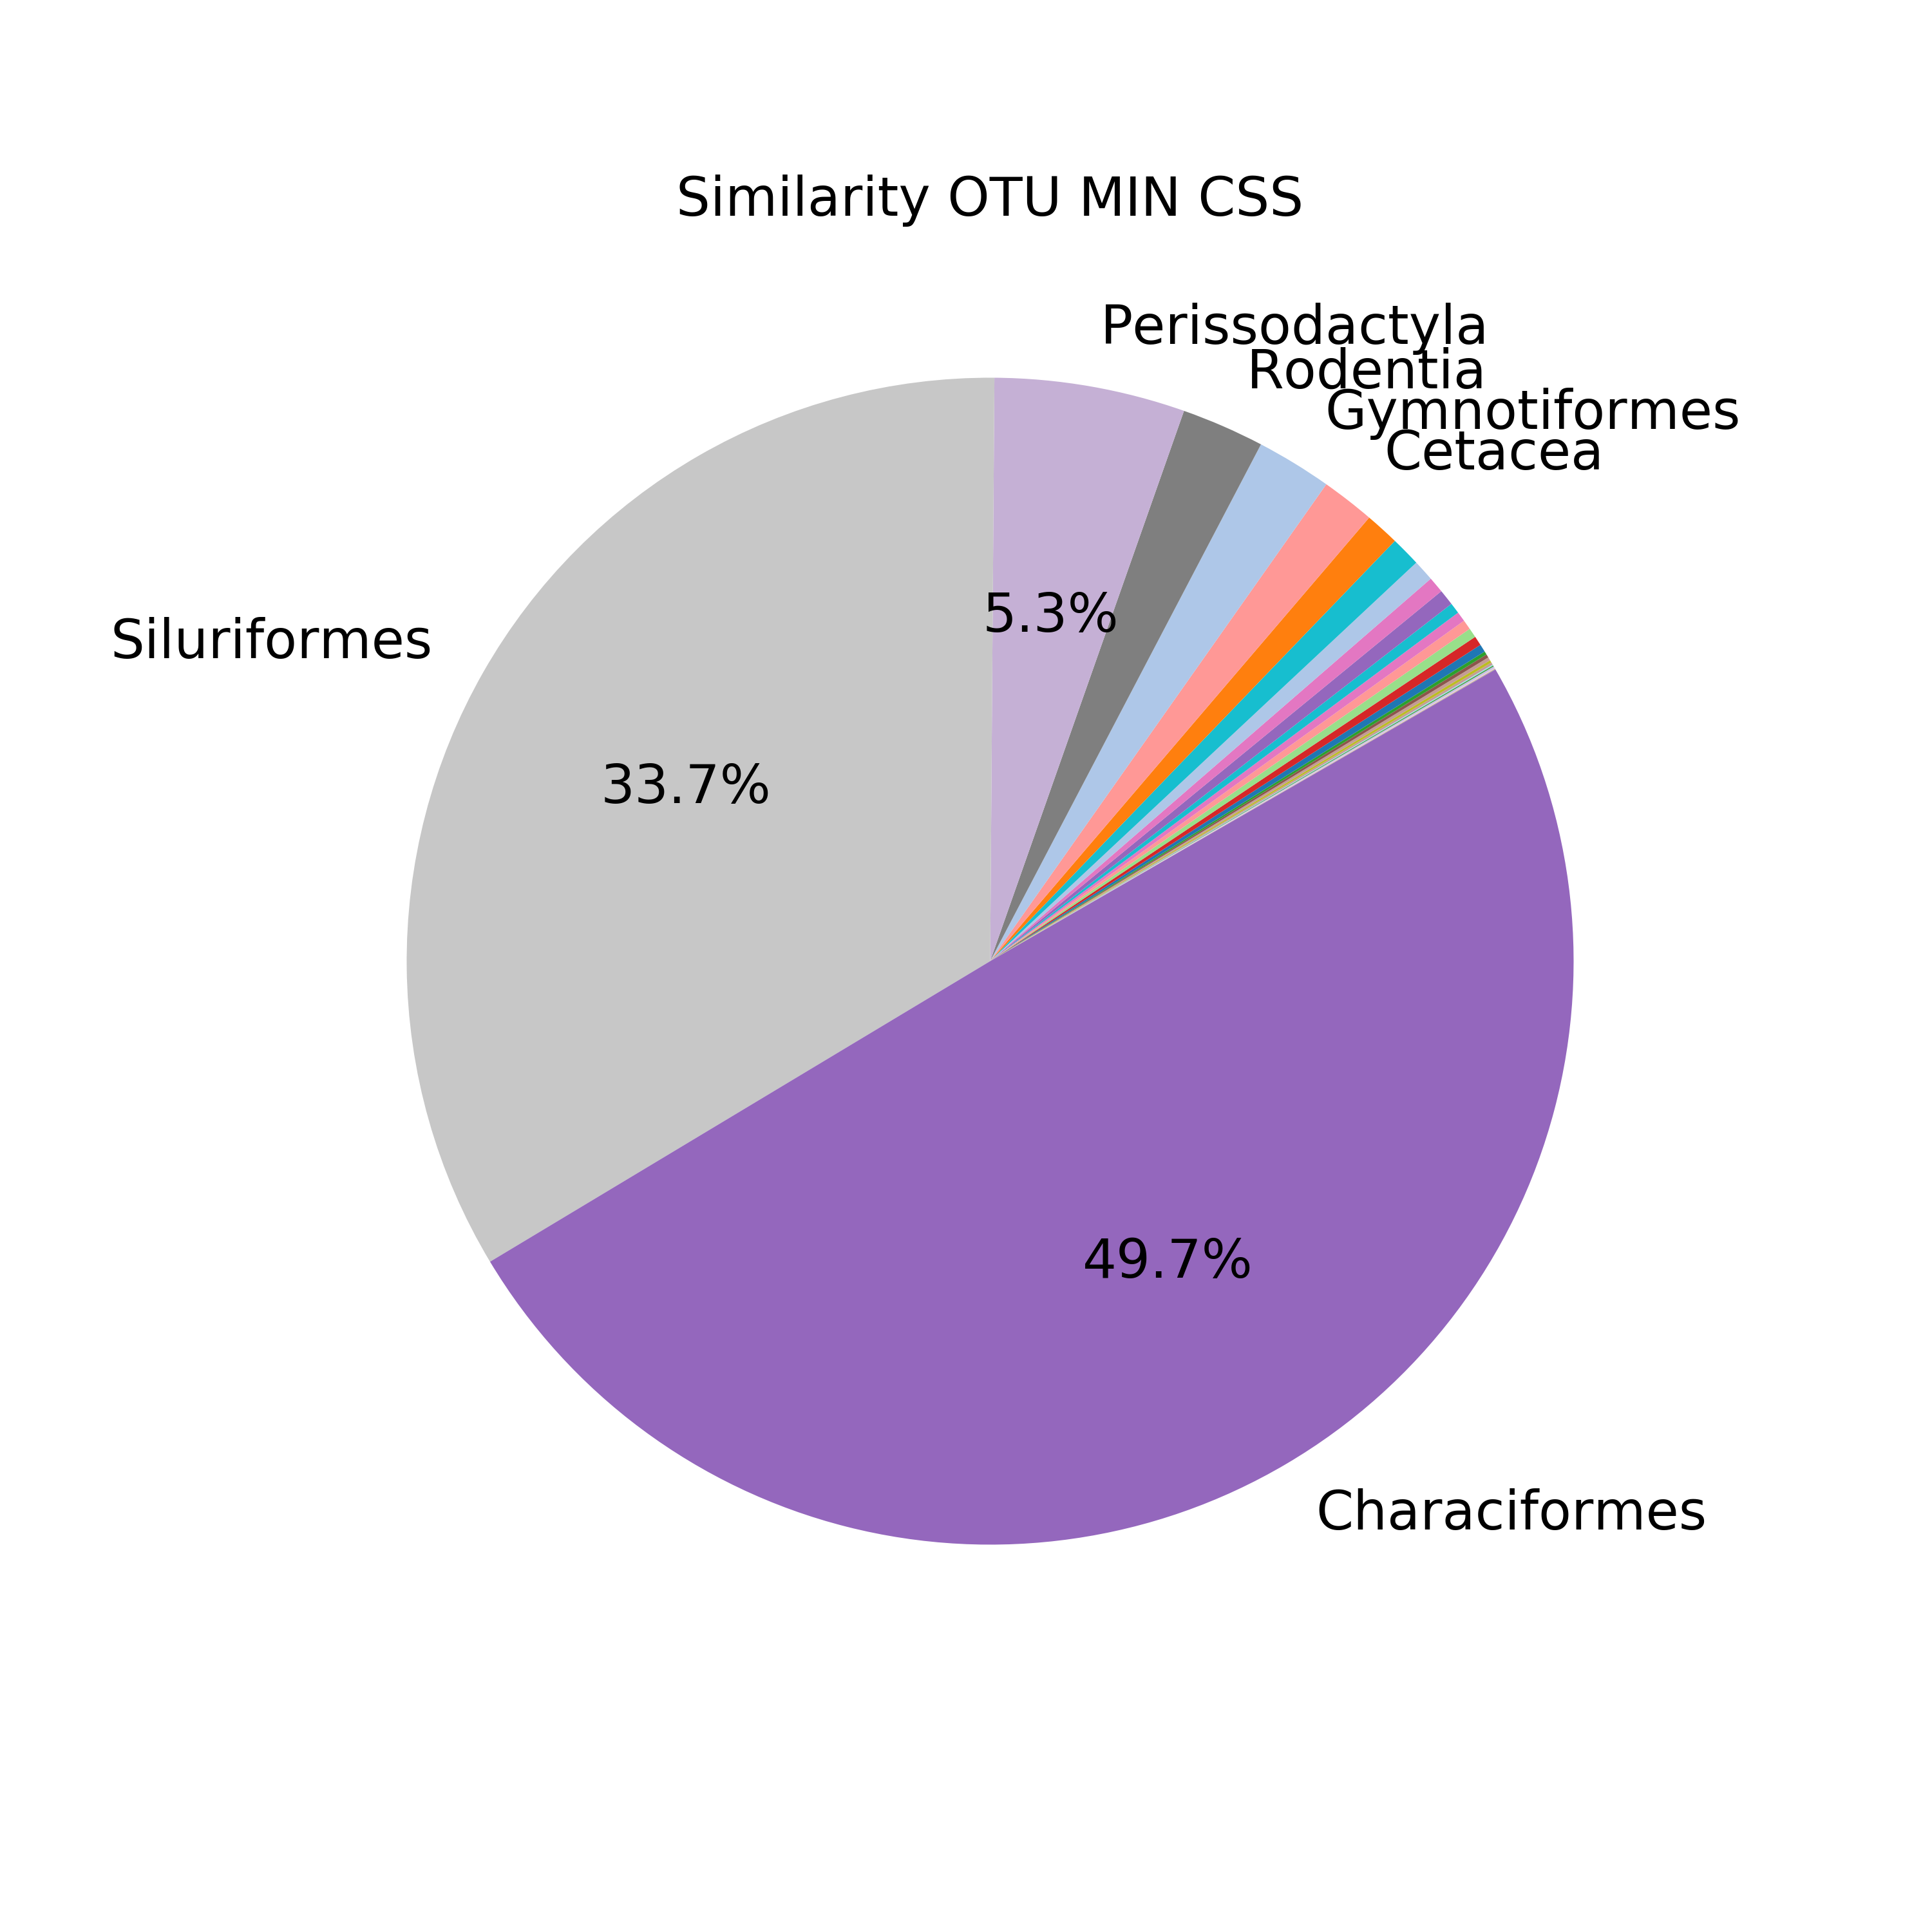 Similarity OTU MIN CSS
Perissodactyla
Rodentia
Gymnotiformes
Cetacea
5.3%
Siluriformes
33.7%
49.7%
Characiformes